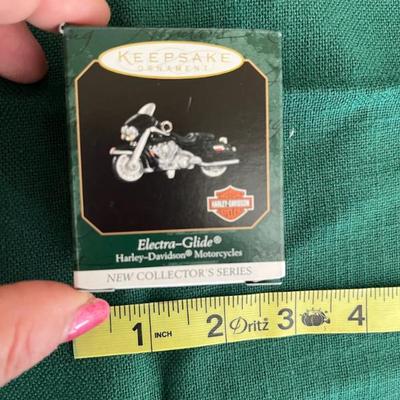 KEEPSAKE
ORNAMENT
HARLEY-DAVIDSON
Electra-Glide®
Harley-Davidson® Motorcycles
NEW COLLECTOR'S SERIES
1 INCH 2 Dritz 3 4